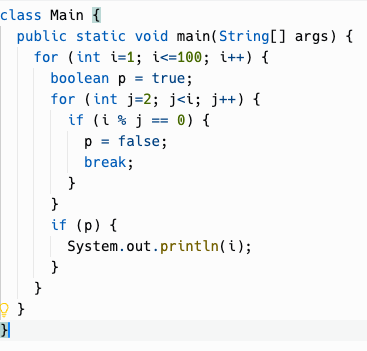 class Main {
  public static void main(String[] args) {
    for (int i=1; i<=100; i++) {
      boolean p = true;
      for (int j=2; j<i; j++) {
        if (i % j == 0) {
          p = false;
          break;
        }
      }
      if (p) {
        System.out.println(i);
      }
    }
  }
}